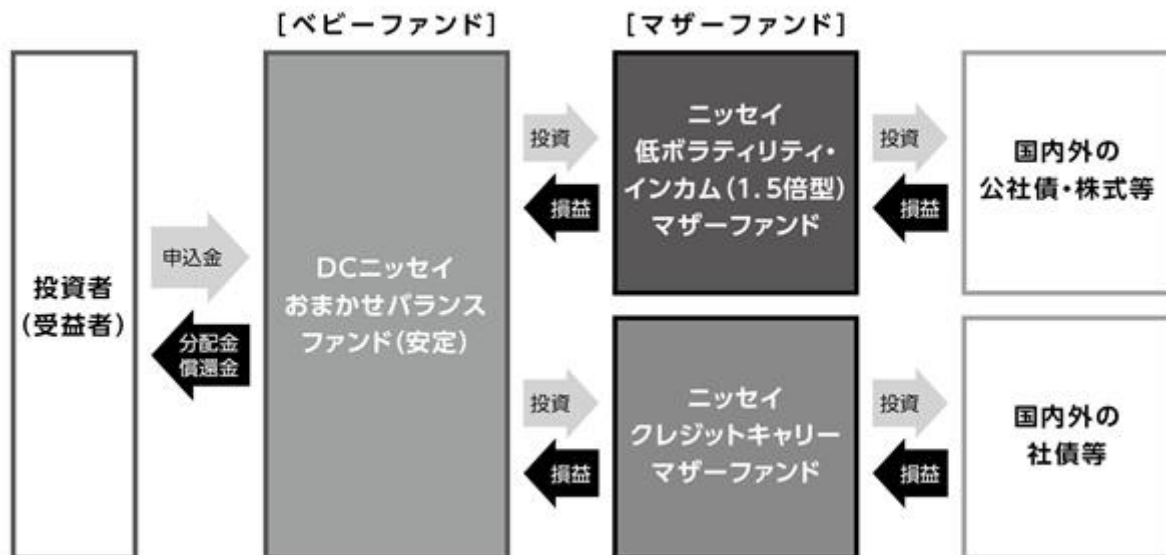 [ベビーファンド]
[マザーファンド]
投資者
(受益者)
申込金
分配金
償還金
DCニッセイ
おまかせバランス
ファンド(安定)
投資
損益
ニッセイ
低ボラティリティ・
インカム(1.5倍型)
マザーファンド
投資
損益
国内外の
公社債・株式等
投資
損益
ニッセイ
クレジットキャリー
マザーファンド
投資
損益
国内外の
社債等